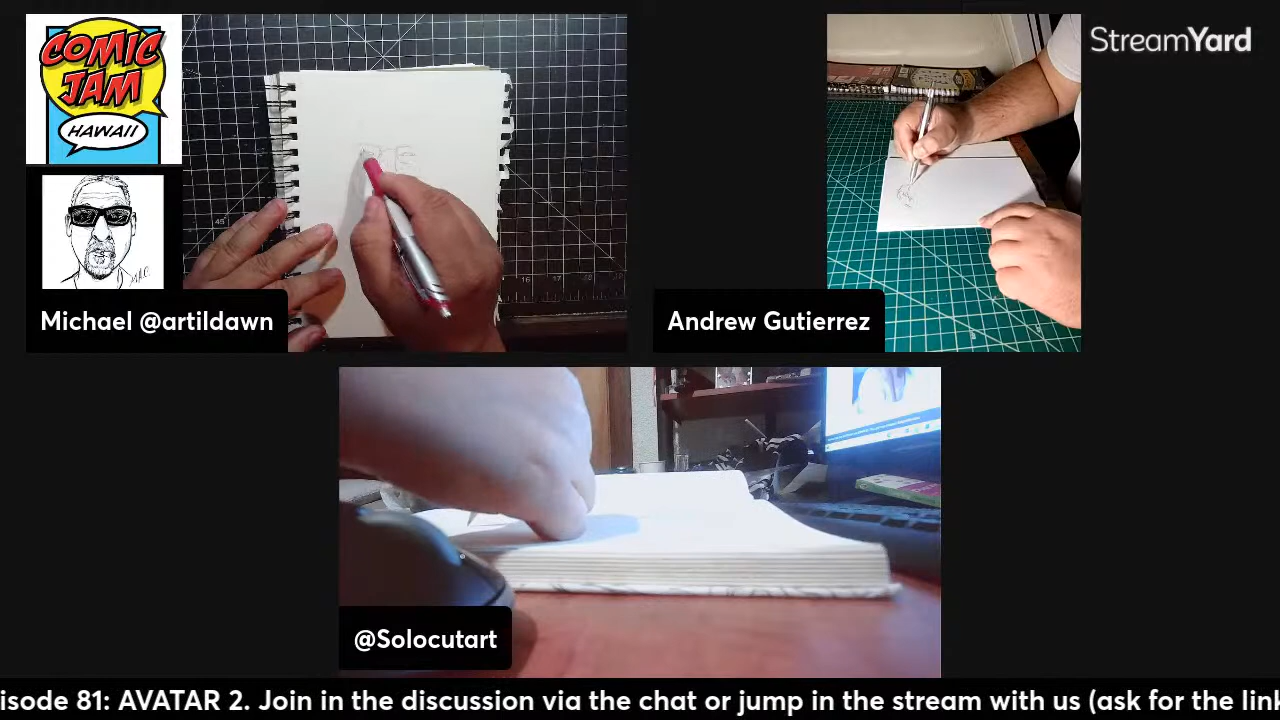 COMIC
JAM
HAWAII
StreamYard
Michael @artildawn
Andrew Gutierrez
@Solocutart
isode 81: AVATAR 2. Join in the discussion via the chat or jump in the stream with us (ask for the link